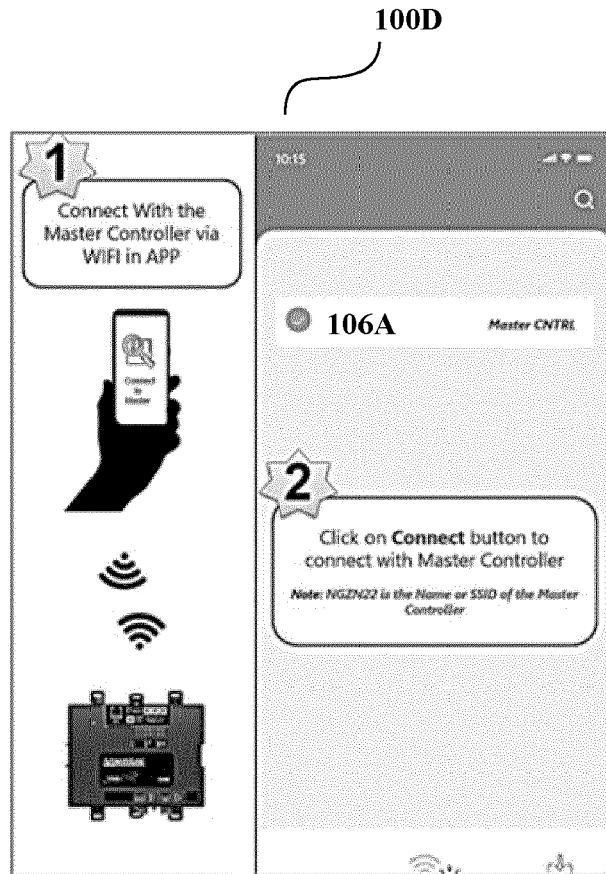 100D
1
Connect With the
Master Controller via
WIFI in APP
Connect
to
Master
10:15
106A
Master CNTRL
2
Click on Connect button to
connect with Master Controller
Note: NGZN22 is the Name or SSID of the Master
Controller